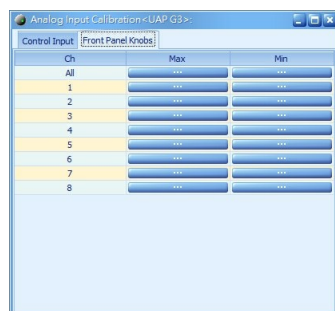 Analog Input Calibration<UAP G3>:
Control Input Front Panel Knobs
Ch Max Min
All ... ...
1 ... ...
2 ... ...
3 ... ...
4 ... ...
5 ... ...
6 ... ...
7 ... ...
8 ... ...